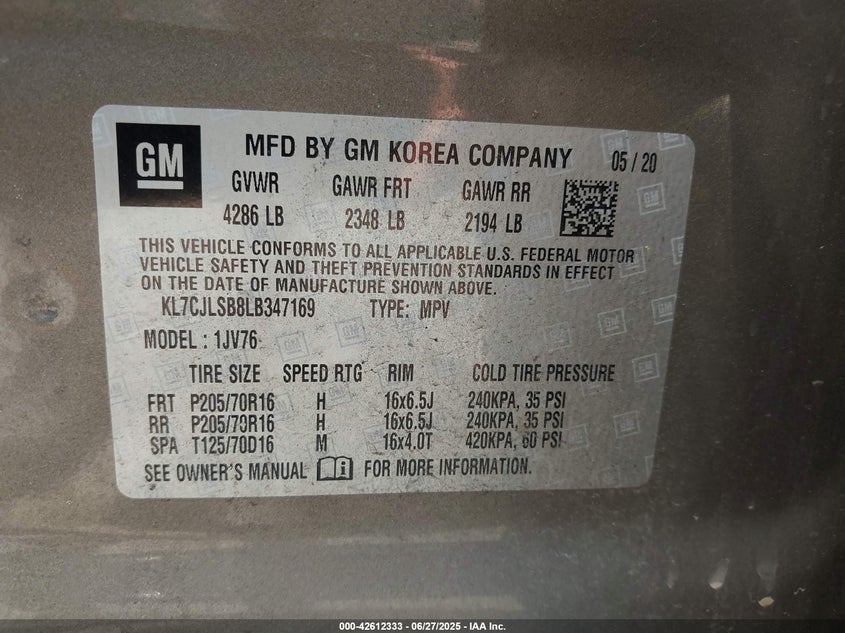 GM
MFD BY GM KOREA COMPANY 05 / 20
GVWR GAWR FRT GAWR RR
4286 LB 2348 LB 2194 LB
THIS VEHICLE CONFORMS TO ALL APPLICABLE U.S. FEDERAL MOTOR
VEHICLE SAFETY AND THEFT PREVENTION STANDARDS IN EFFECT
ON THE DATE OF MANUFACTURE SHOWN ABOVE.
KL7CJLSB8LB347169 TYPE: MPV
MODEL : 1JV76
TIRE SIZE SPEED RTG RIM COLD TIRE PRESSURE
FRT P205/70R16 H 16x6.5J 240KPA, 35 PSI
RR P205/70R16 H 16x6.5J 240KPA, 35 PSI
SPA T125/70D16 M 16x4.0T 420KPA, 60 PSI
SEE OWNER'S MANUAL FOR MORE INFORMATION.
000-42612333 / 06/27/2025 - IAA Inc.